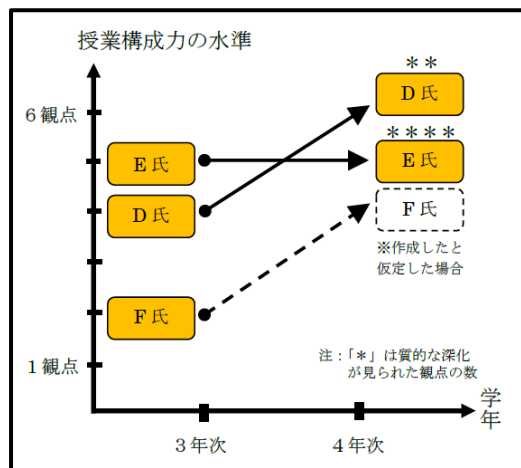 授業構成力の水準
＊＊
D氏
6観点
＊＊＊＊
E氏
E氏
D氏
F氏
※作成したと
仮定した場合
F氏
注：「＊」は質的な深化
が見られた観点の数
1観点
学
年
3年次
4年次